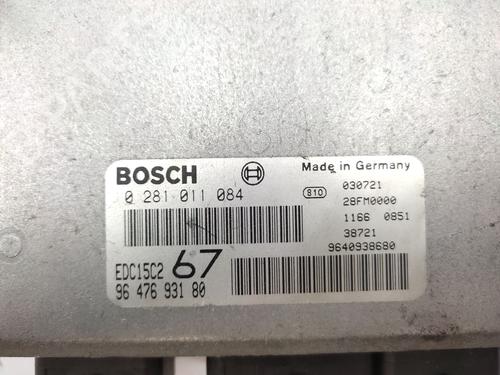 BOSCH
Made in Germany
0 281 011 084
810
030721
28FM0000
1166 0851
38721
9640938680
EDC15C2 67
96 476 931 80